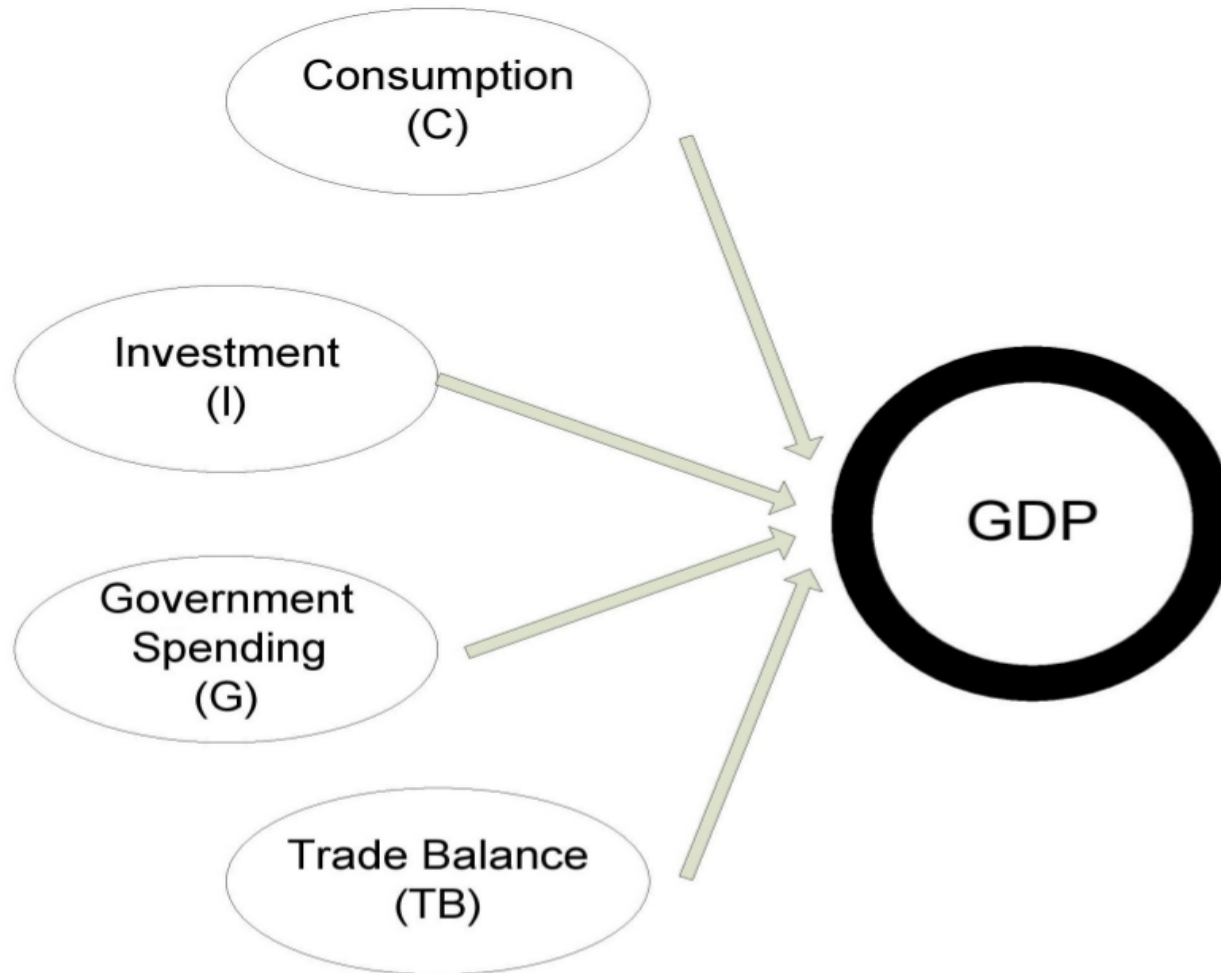 Consumption
(C)
Investment
(I)
Government
Spending
(G)
Trade Balance
(TB)
GDP